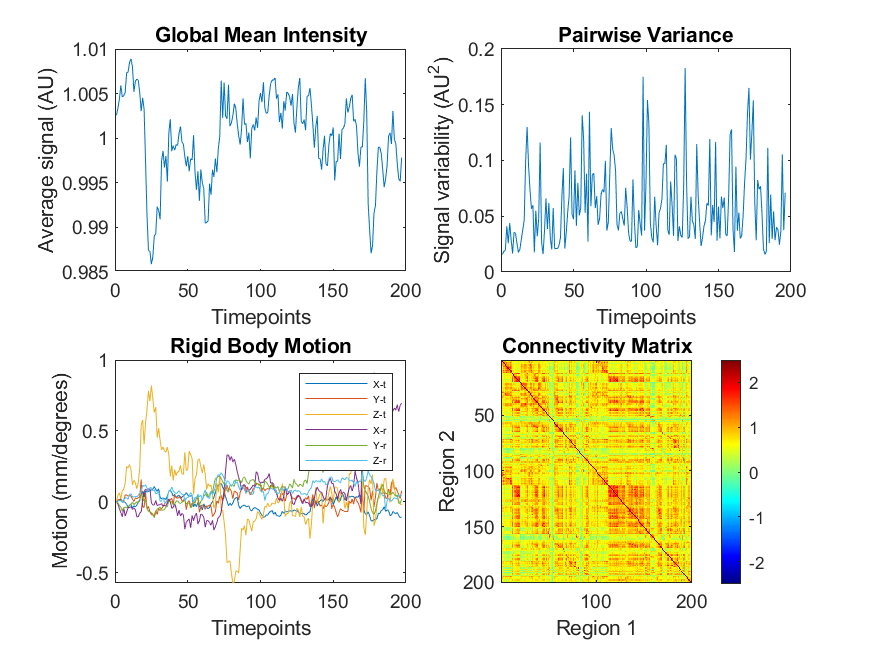 Global Mean Intensity
1.01
1.005
1
0.995
0.99
0.985
Average signal (AU)
0
50
100
150
200
Timepoints
Pairwise Variance
0.2
0.15
0.1
0.05
0
Signal variability (AU²)
0
50
100
150
200
Timepoints
Rigid Body Motion
1
0.5
0
-0.5
Motion (mm/degrees)
X-t
Y-t
Z-t
X-r
Y-r
Z-r
0
50
100
150
200
Timepoints
Connectivity Matrix
50
100
150
200
Region 2
100
200
Region 1
2
1
0
-1
-2